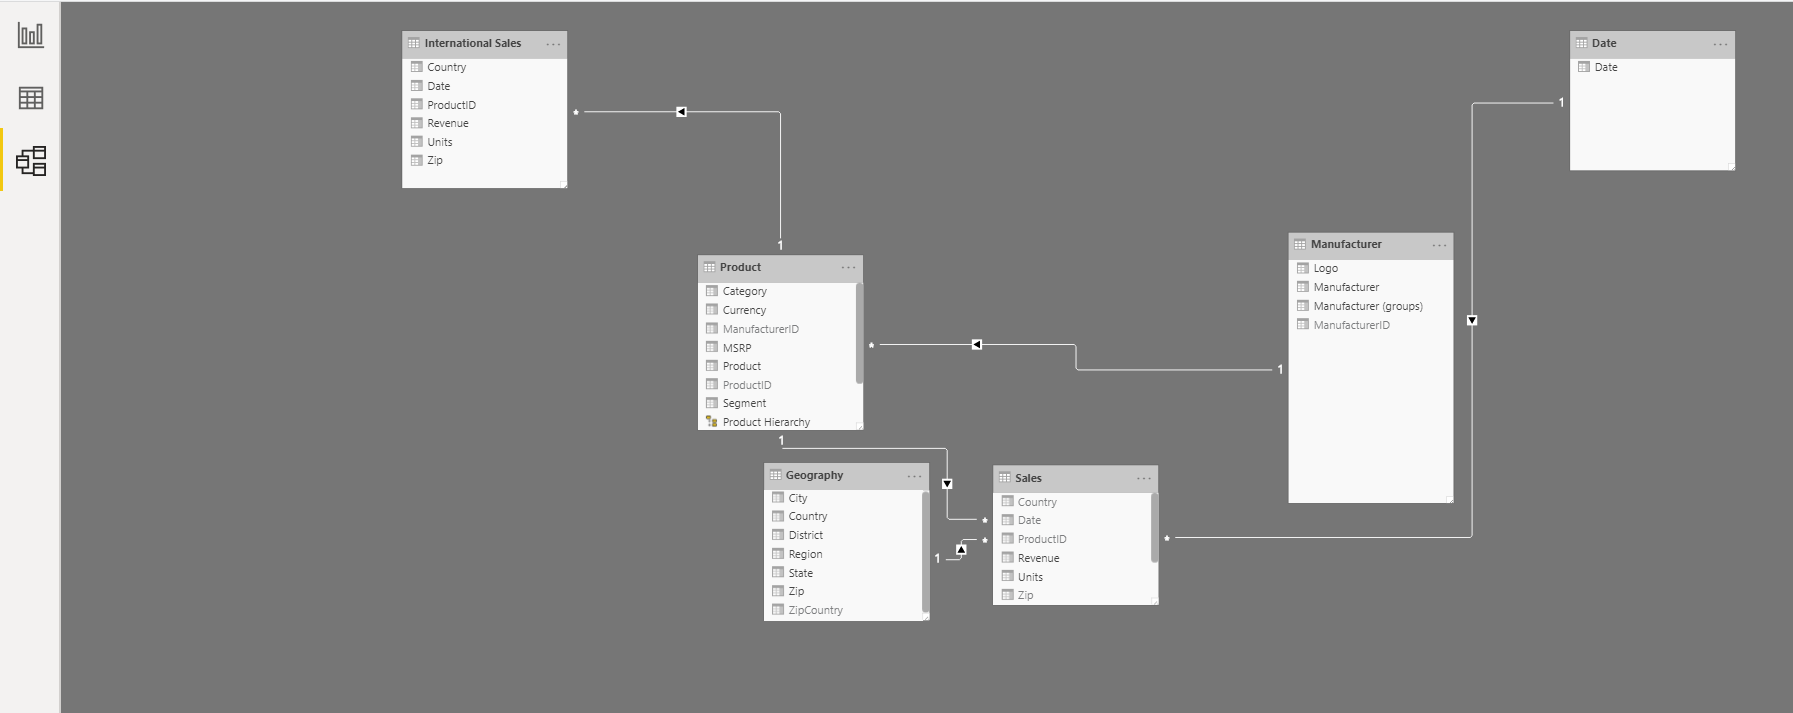 International Sales ...
Country
Date
ProductID
Revenue
Units
Zip
*
1
Date ...
Date
1
Product ...
Category
Currency
ManufacturerID
MSRP
Product
ProductID
Segment
Product Hierarchy
*
1
Manufacturer ...
Logo
Manufacturer
Manufacturer (groups)
ManufacturerID
1
Geography ...
City
Country
District
Region
State
Zip
ZipCountry
1
*
*
Sales ...
Country
Date
ProductID
Revenue
Units
Zip
*